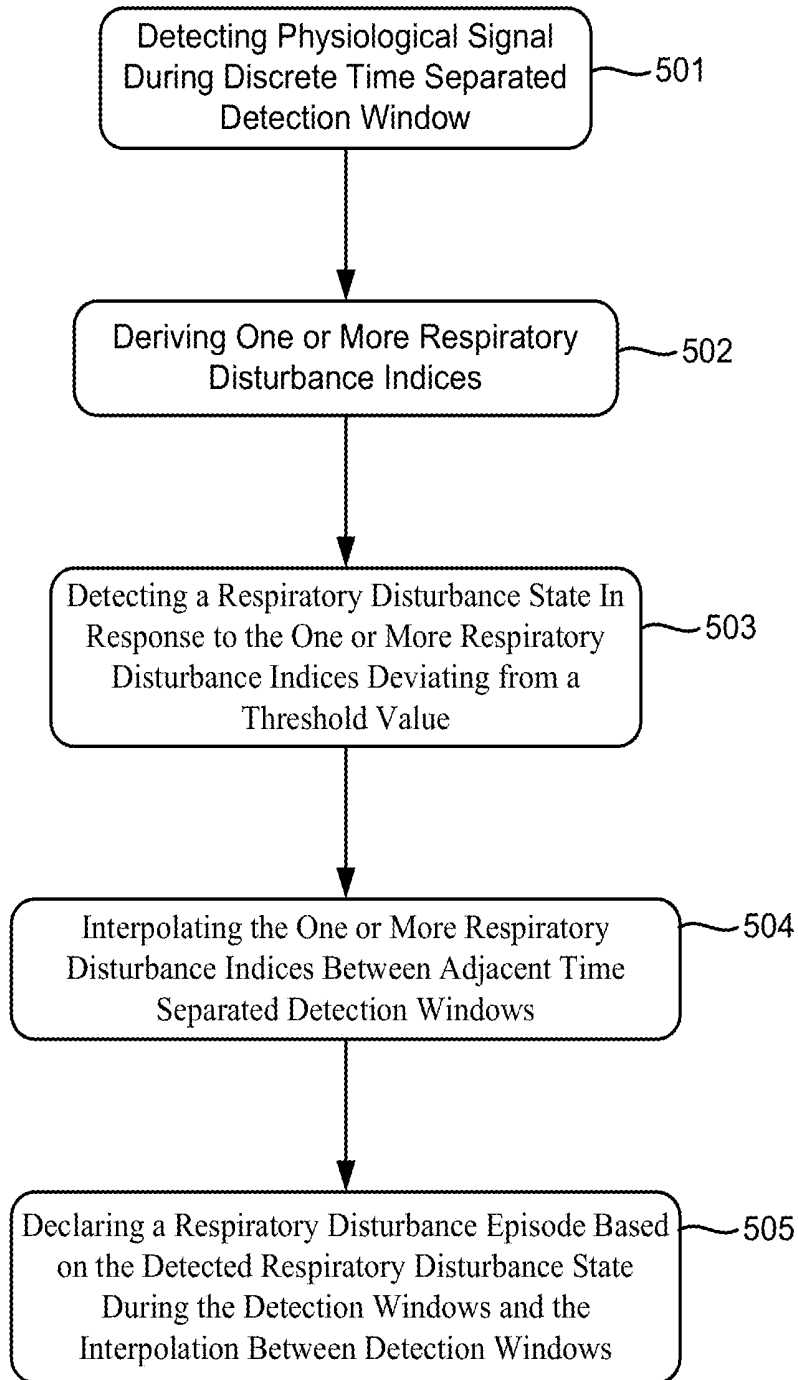 Detecting Physiological Signal
During Discrete Time Separated
Detection Window
501
Deriving One or More Respiratory
Disturbance Indices
502
Detecting a Respiratory Disturbance State In
Response to the One or More Respiratory
Disturbance Indices Deviating from a
Threshold Value
503
Interpolating the One or More Respiratory
Disturbance Indices Between Adjacent Time
Separated Detection Windows
504
Declaring a Respiratory Disturbance Episode Based
on the Detected Respiratory Disturbance State
During the Detection Windows and the
Interpolation Between Detection Windows
505